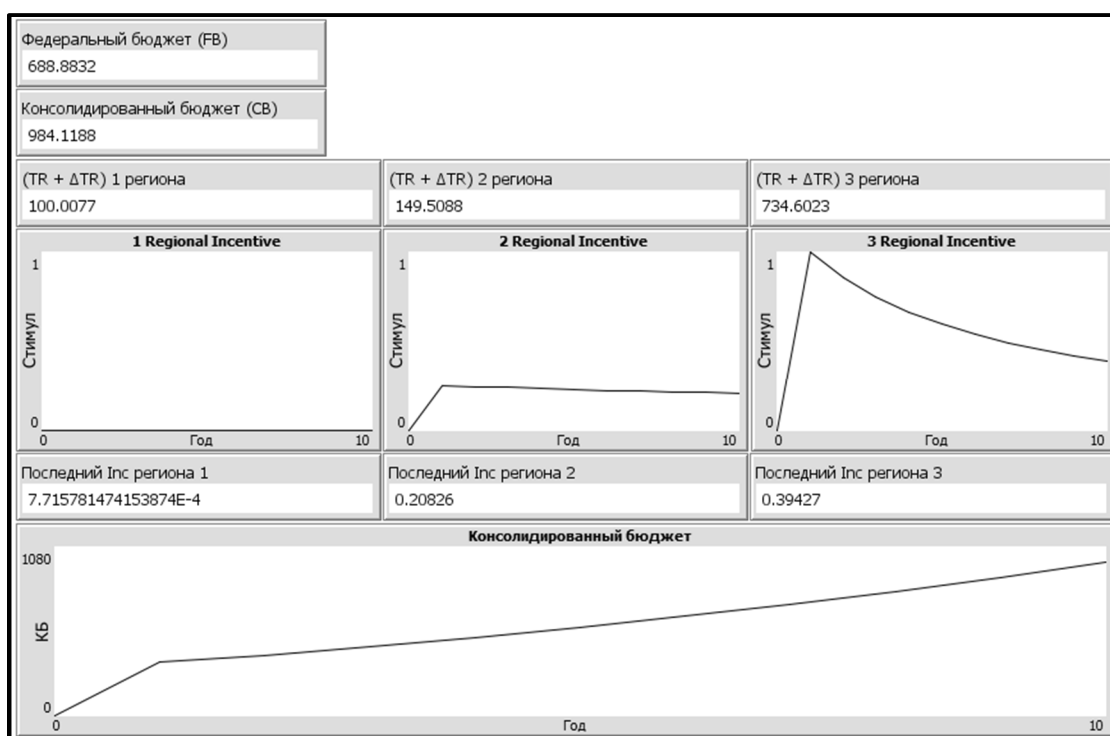 Федеральный бюджет (FB)
688.8832
Консолидированный бюджет (CB)
984.1188
(TR + ΔTR) 1 региона
100.0077
(TR + ΔTR) 2 региона
149.5088
(TR + ΔTR) 3 региона
734.6023
1 Regional Incentive
1
Стимул
0
0
Год
10
2 Regional Incentive
1
Стимул
0
0
Год
10
3 Regional Incentive
1
Стимул
0
0
Год
10
Последний Inc региона 1
7.715781474153874E-4
Последний Inc региона 2
0.20826
Последний Inc региона 3
0.39427
Консолидированный бюджет
1080
КБ
0
0
Год
10